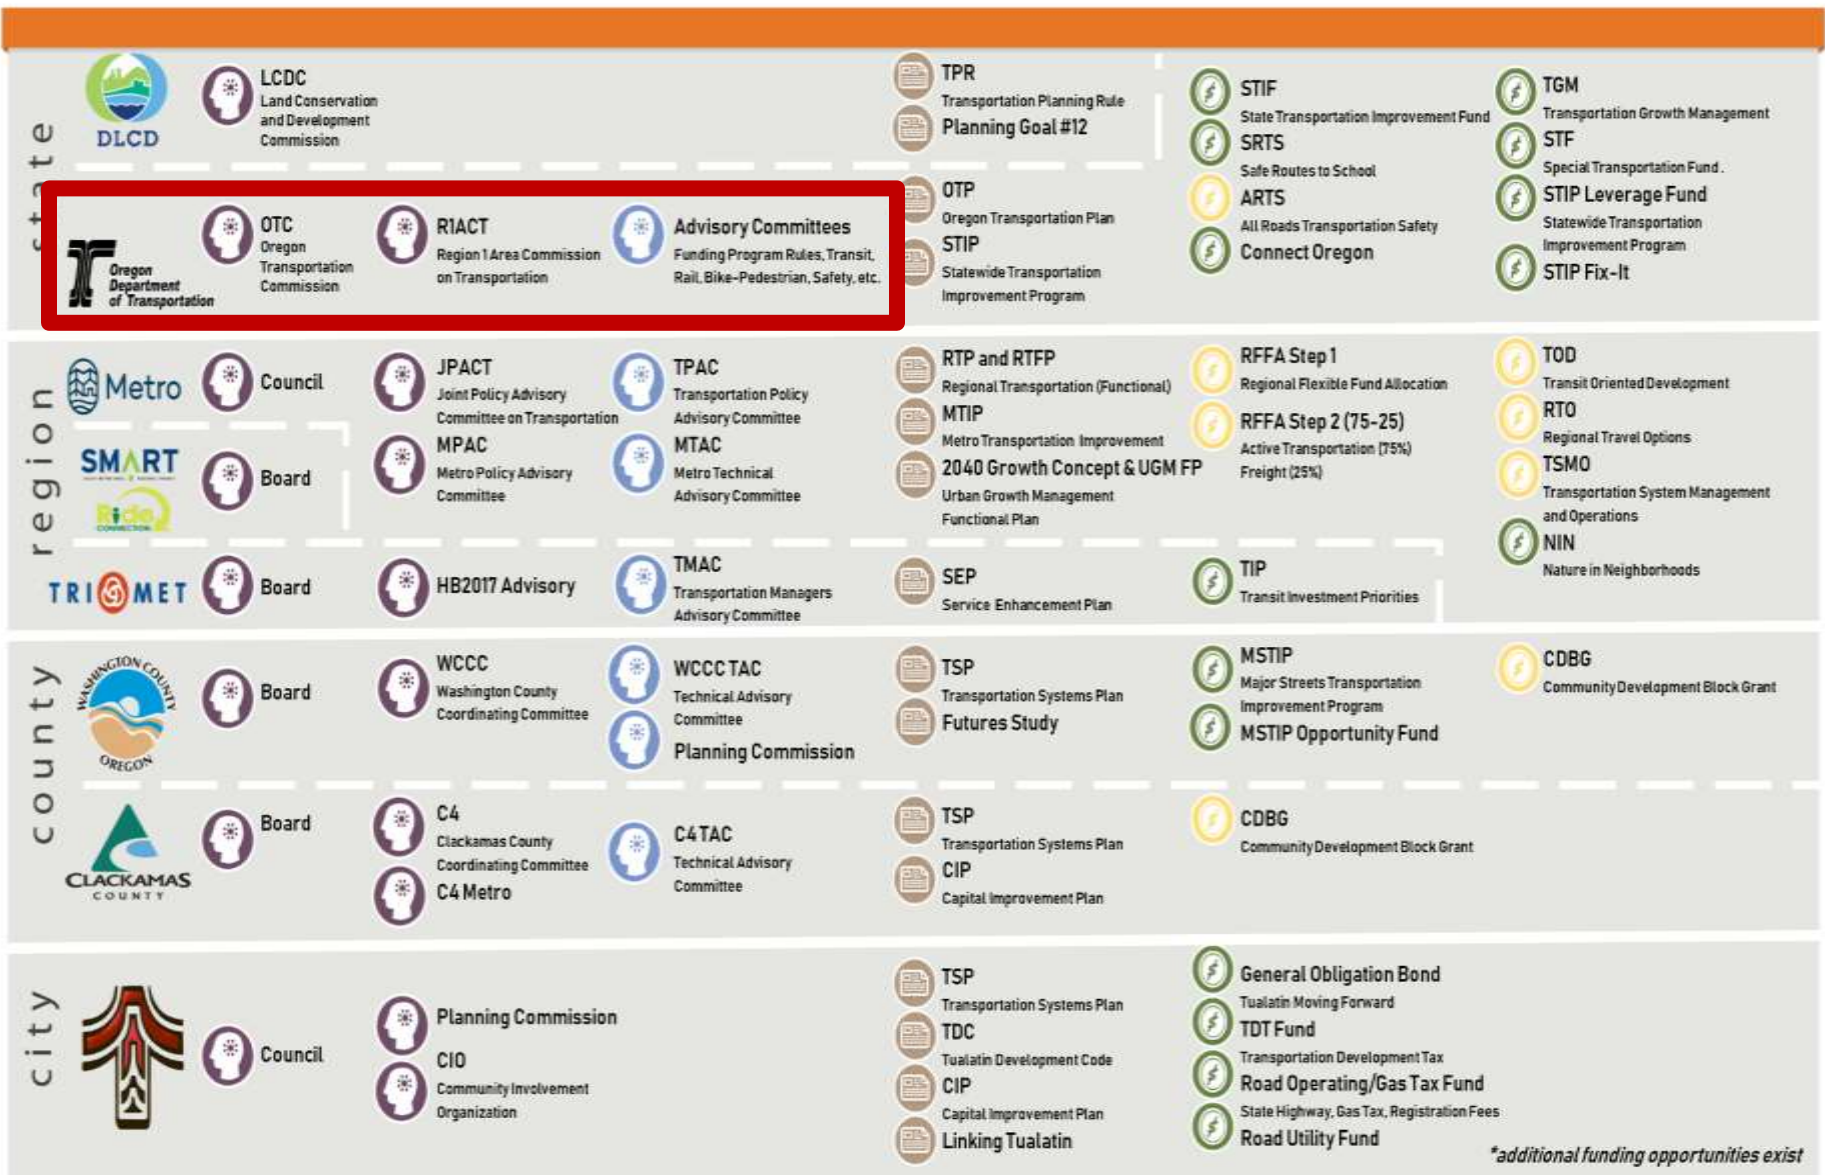 state
DLCD
LCDC
Land Conservation
and Development
Commission
TPR
Transportation Planning Rule
Planning Goal #12
STIF
State Transportation Improvement Fund
SRTS
Safe Routes to School
ARTS
All Roads Transportation Safety
Connect Oregon
TGM
Transportation Growth Management
STF
Special Transportation Fund.
STIP Leverage Fund
Statewide Transportation
Improvement Program
STIP Fix-It
Oregon
Department
of Transportation
OTC
Oregon
Transportation
Commission
R1ACT
Region 1 Area Commission
on Transportation
Advisory Committees
Funding Program Rules, Transit,
Rail, Bike-Pedestrian, Safety, etc.
OTP
Oregon Transportation Plan
STIP
Statewide Transportation
Improvement Program
region
Metro
Council
JPACT
Joint Policy Advisory
Committee on Transportation
MPAC
Metro Policy Advisory
Committee
TPAC
Transportation Policy
Advisory Committee
MTAC
Metro Technical
Advisory Committee
RTP and RTFP
Regional Transportation (Functional)
MTIP
Metro Transportation Improvement
2040 Growth Concept & UGM FP
Urban Growth Management
Functional Plan
RFFA Step 1
Regional Flexible Fund Allocation
RFFA Step 2 (75-25)
Active Transportation (75%)
Freight (25%)
TOD
Transit Oriented Development
RTO
Regional Travel Options
TSMO
Transportation System Management
and Operations
NIN
Nature in Neighborhoods
SMART
Ride
CONNECTION
Board
TRIMET
Board
HB2017 Advisory
TMAC
Transportation Managers
Advisory Committee
SEP
Service Enhancement Plan
TIP
Transit Investment Priorities
county
WASHINGTON COUNTY
OREGON
Board
WCCC
Washington County
Coordinating Committee
WCCC TAC
Technical Advisory
Committee
Planning Commission
TSP
Transportation Systems Plan
Futures Study
MSTIP
Major Streets Transportation
Improvement Program
MSTIP Opportunity Fund
CDBG
Community Development Block Grant
CLACKAMAS
COUNTY
Board
C4
Clackamas County
Coordinating Committee
C4 Metro
C4 TAC
Technical Advisory
Committee
TSP
Transportation Systems Plan
CIP
Capital Improvement Plan
CDBG
Community Development Block Grant
city
Council
Planning Commission
CIO
Community Involvement
Organization
TSP
Transportation Systems Plan
TDC
Tualatin Development Code
CIP
Capital Improvement Plan
Linking Tualatin
General Obligation Bond
Tualatin Moving Forward
TDT Fund
Transportation Development Tax
Road Operating/Gas Tax Fund
State Highway, Gas Tax, Registration Fees
Road Utility Fund
*additional funding opportunities exist